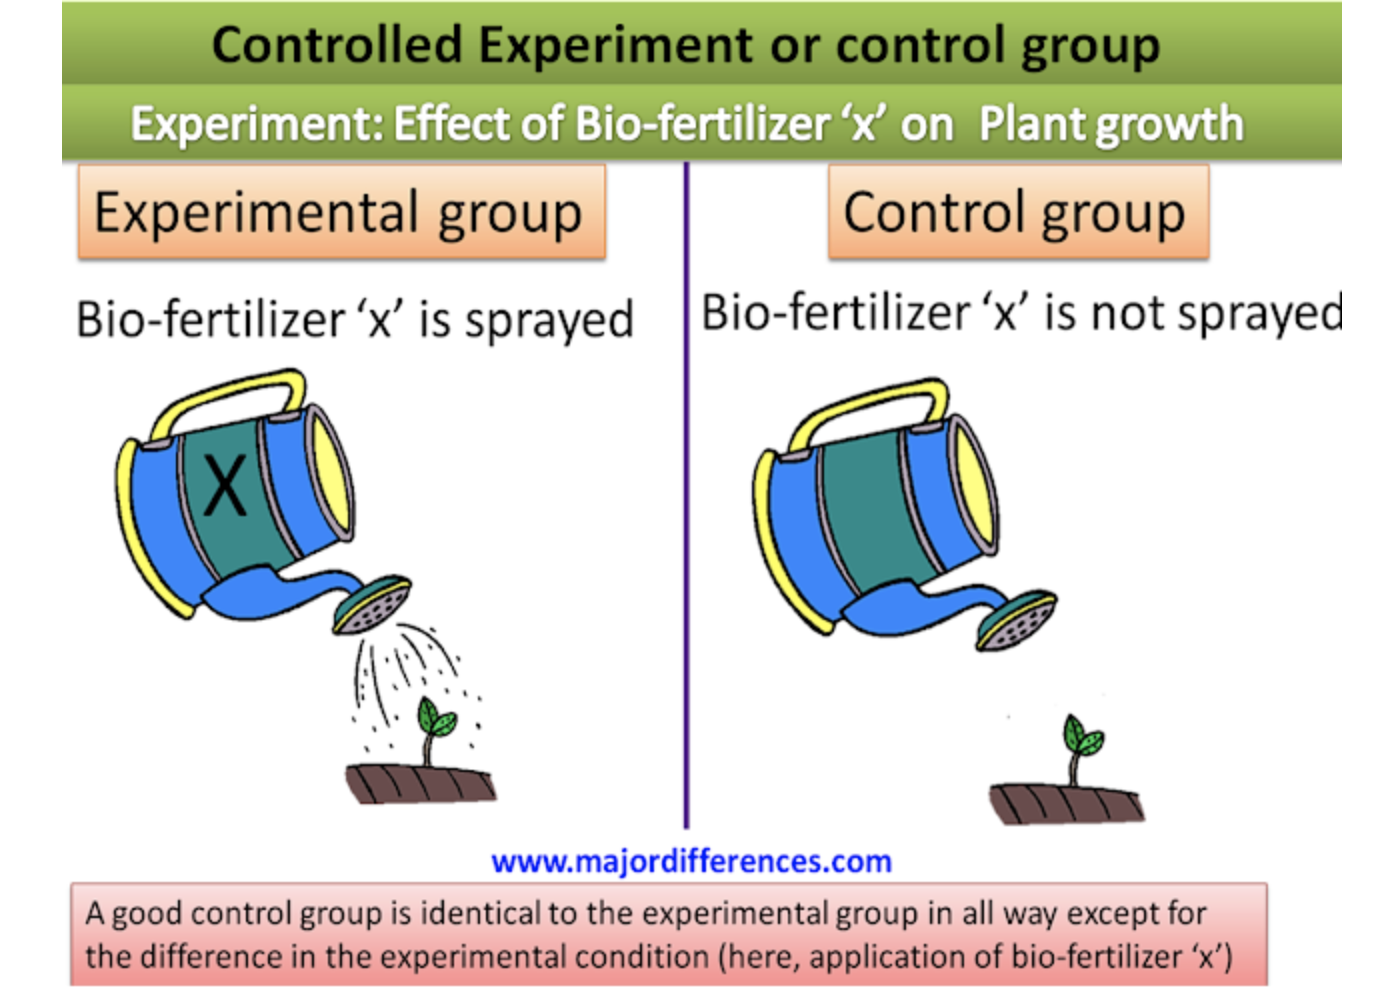 Controlled Experiment or control group
Experiment: Effect of Bio-fertilizer ‘x’ on Plant growth
Experimental group
Bio-fertilizer ‘x’ is sprayed
X
Control group
Bio-fertilizer ‘x’ is not sprayed
www.majordifferences.com
A good control group is identical to the experimental group in all way except for
the difference in the experimental condition (here, application of bio-fertilizer ‘x’)